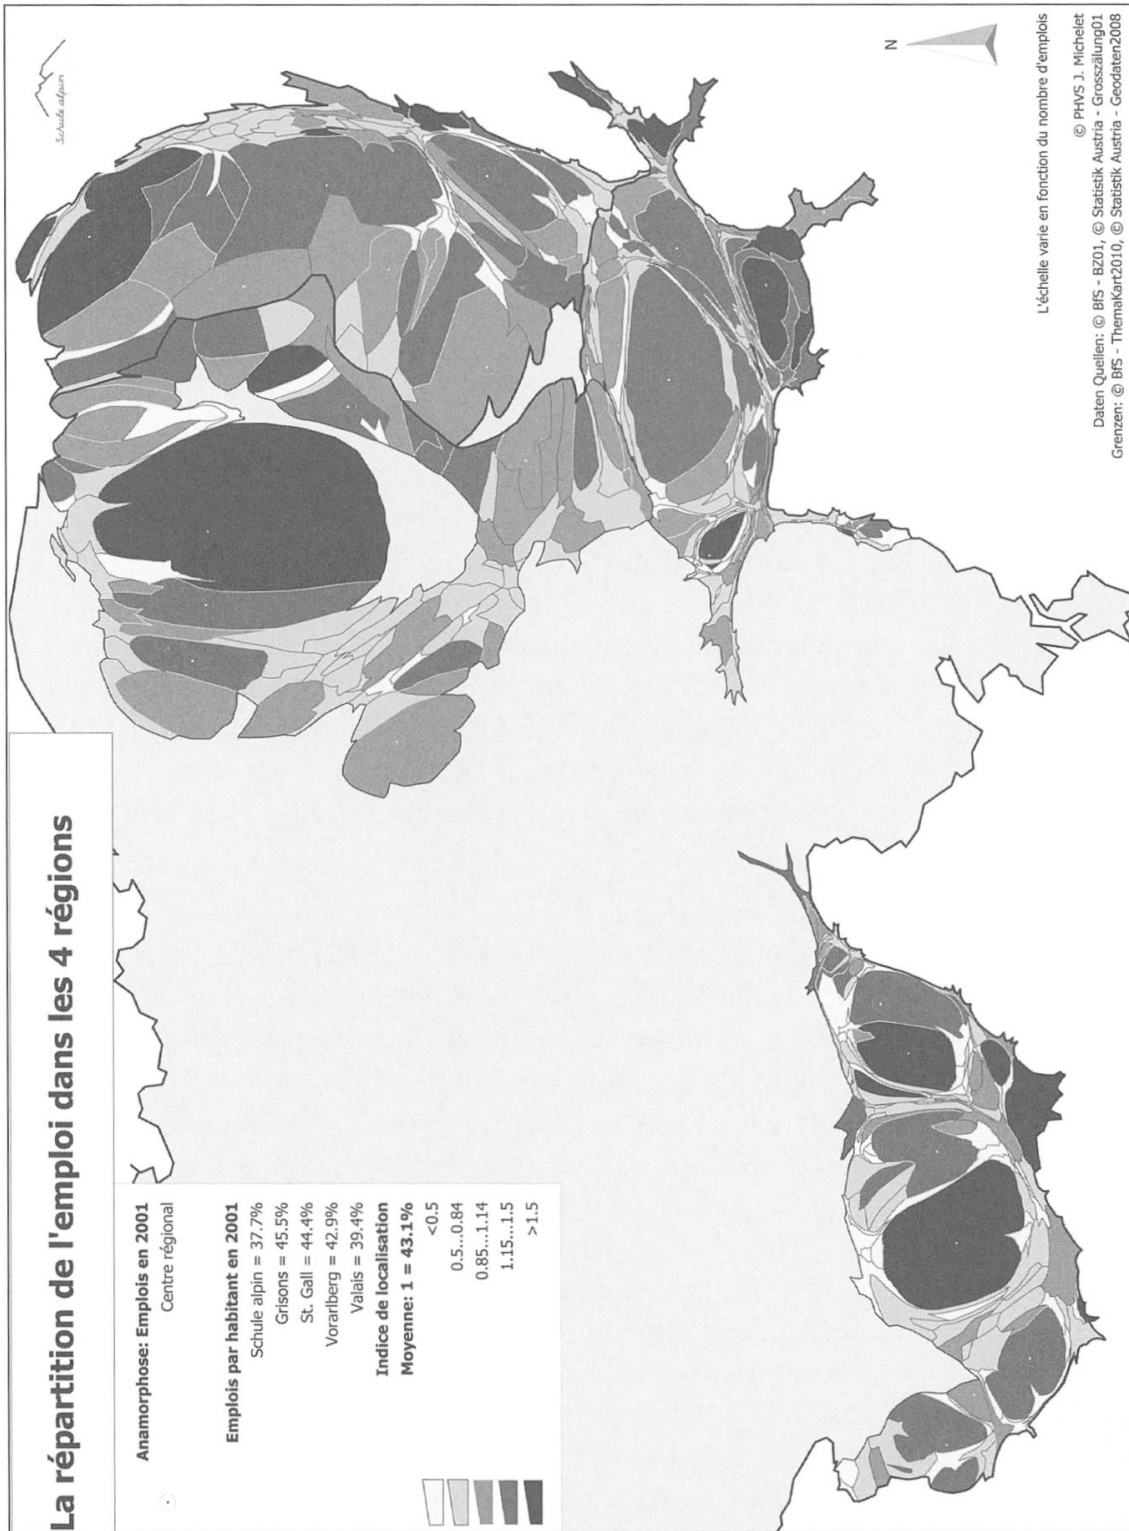 La répartition de l'emploi dans les 4 régions
Anamorphose: Emplois en 2001
Centre régional
Emplois par habitant en 2001
Schule alpin = 37.7%
Grisons = 45.5%
St. Gall = 44.4%
Vorarlberg = 42.9%
Valais = 39.4%
Indice de localisation
Moyenne: 1 = 43.1%
<0.5
0.5...0.84
0.85...1.14
1.15...1.5
>1.5
Schule alpin
N
L'échelle varie en fonction du nombre d'emplois
© PHVS J. Michelet
Daten Quellen: © BfS - BZ01, © Statistik Austria - Grosszälung01
Grenzen: © BfS - ThemaKart2010, © Statistik Austria - Geodaten2008